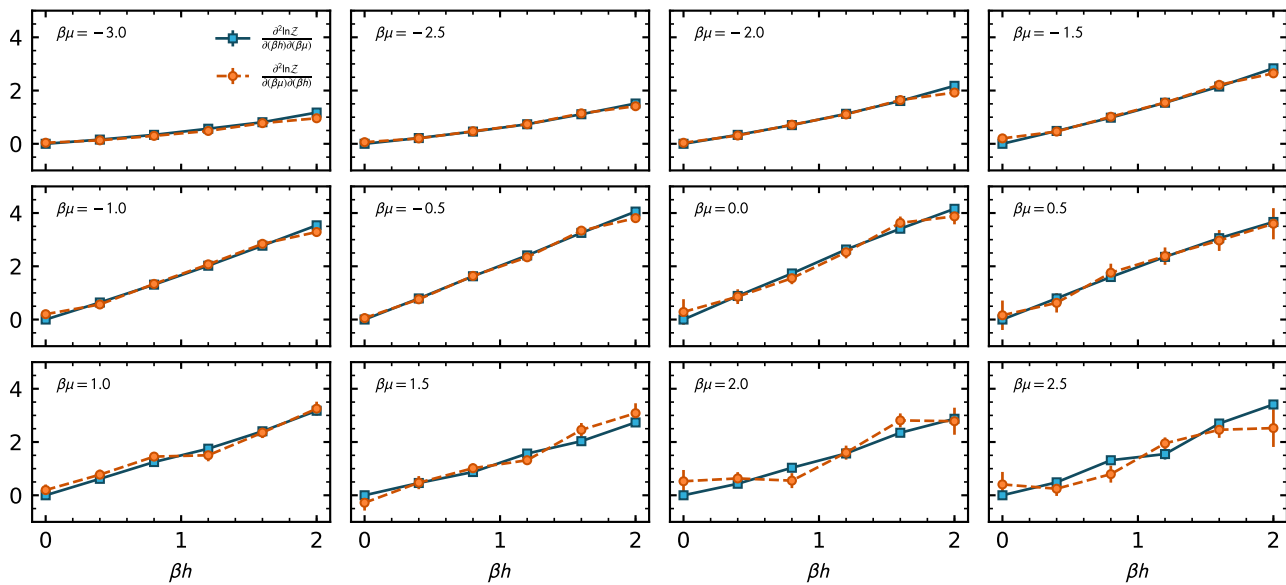 βμ = −3.0
∂²ln𝒵
∂(βh)∂(βμ)
∂²ln𝒵
∂(βμ)∂(βh)
βμ = −2.5
βμ = −2.0
βμ = −1.5
4
2
0
βμ = −1.0
βμ = −0.5
βμ = 0.0
βμ = 0.5
4
2
0
βμ = 1.0
βμ = 1.5
βμ = 2.0
βμ = 2.5
4
2
0
0 1 2
0 1 2
0 1 2
0 1 2
βh
βh
βh
βh